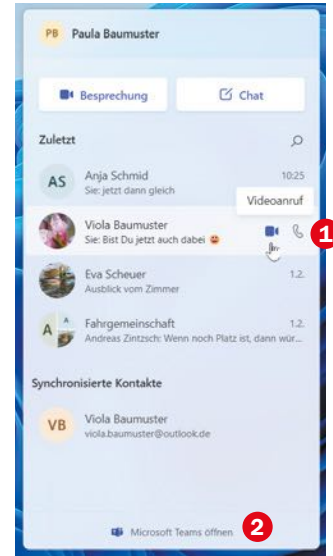 PB Paula Baumuster
Besprechung Chat
Zuletzt
AS Anja Schmid 10:25
Sie: jetzt dann gleich
Videoanruf
Viola Baumuster
Sie: Bist Du jetzt auch dabei 😀
1
Eva Scheuer 1.2.
Ausblick vom Zimmer
A A Fahrgemeinschaft 1.2.
Andreas Zintzsch: Wenn noch Platz ist, dann wür...
Synchronisierte Kontakte
VB Viola Baumuster
viola.baumuster@outlook.de
Microsoft Teams öffnen 2